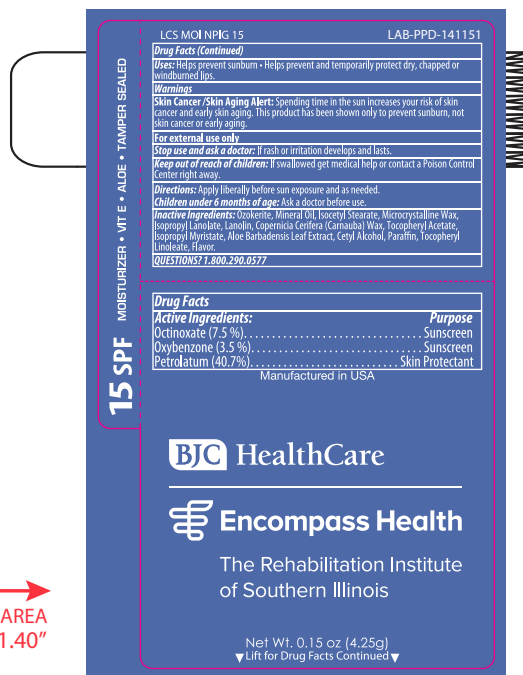 LCS MOI NPIG 15
LAB-PPD-141151
Drug Facts (Continued)
Uses: Helps prevent sunburn • Helps prevent and temporarily protect dry, chapped or
windburned lips.
Warnings
Skin Cancer /Skin Aging Alert: Spending time in the sun increases your risk of skin
cancer and early skin aging. This product has been shown only to prevent sunburn, not
skin cancer or early aging.
For external use only
Stop use and ask a doctor: If rash or irritation develops and lasts.
Keep out of reach of children: If swallowed get medical help or contact a Poison Control
Center right away.
Directions: Apply liberally before sun exposure and as needed.
Children under 6 months of age: Ask a doctor before use.
Inactive Ingredients: Ozokerite, Mineral Oil, Isocetyl Stearate, Microcrystalline Wax,
Isopropyl Lanolate, Lanolin, Copernicia Cerifera (Carnauba) Wax, Tocopheryl Acetate,
Isopropyl Myristate, Aloe Barbadensis Leaf Extract, Cetyl Alcohol, Paraffin, Tocopheryl
Linoleate, Flavor.
QUESTIONS? 1.800.290.0577
Drug Facts
Active Ingredients: Purpose
Octinoxate (7.5 %)................................Sunscreen
Oxybenzone (3.5 %)..............................Sunscreen
Petrolatum (40.7%)..........................Skin Protectant
Manufactured in USA
15 SPF MOISTURIZER • VIT E • ALOE • TAMPER SEALED
BJC HealthCare
Encompass Health
The Rehabilitation Institute
of Southern Illinois
Net Wt. 0.15 oz (4.25g)
▼Lift for Drug Facts Continued▼
AREA
1.40”